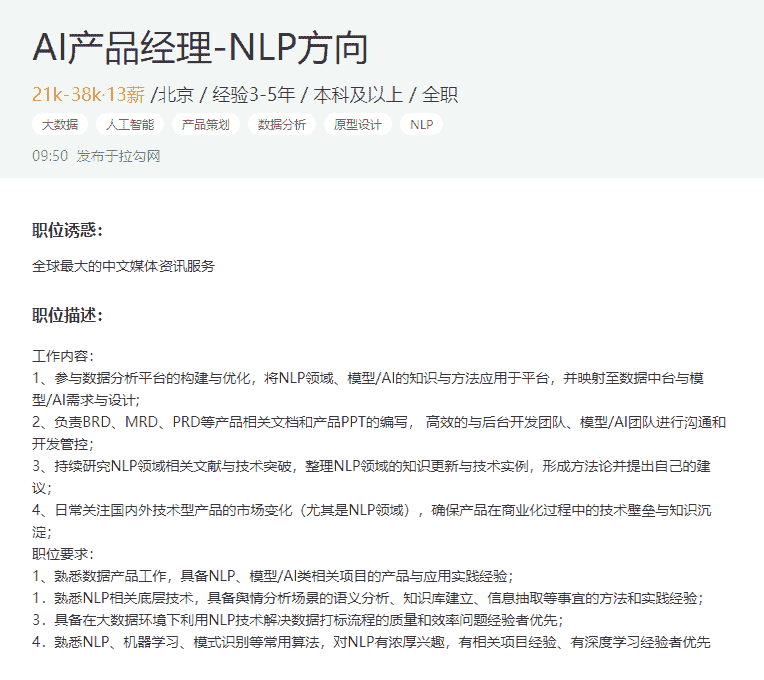 AI产品经理-NLP方向
21k-38k·13薪 /北京 / 经验3-5年 / 本科及以上 / 全职
大数据 人工智能 产品策划 数据分析 原型设计 NLP
09:50 发布于拉勾网
职位诱惑：
全球最大的中文媒体资讯服务
职位描述：
工作内容：
1、参与数据分析平台的构建与优化，将NLP领域、模型/AI的知识与方法应用于平台，并映射至数据中台与模
型/AI需求与设计；
2、负责BRD、MRD、PRD等产品相关文档和产品PPT的编写， 高效的与后台开发团队、模型/AI团队进行沟通和
开发管控；
3、持续研究NLP领域相关文献与技术突破，整理NLP领域的知识更新与技术实例，形成方法论并提出自己的建
议；
4、日常关注国内外技术型产品的市场变化（尤其是NLP领域），确保产品在商业化过程中的技术壁垒与知识沉
淀；
职位要求：
1、熟悉数据产品工作，具备NLP、模型/AI类相关项目的产品与应用实践经验；
1．熟悉NLP相关底层技术，具备舆情分析场景的语义分析、知识库建立、信息抽取等事宜的方法和实践经验；
3．具备在大数据环境下利用NLP技术解决数据打标流程的质量和效率问题经验者优先；
4．熟悉NLP、机器学习、模式识别等常用算法，对NLP有浓厚兴趣，有相关项目经验、有深度学习经验者优先